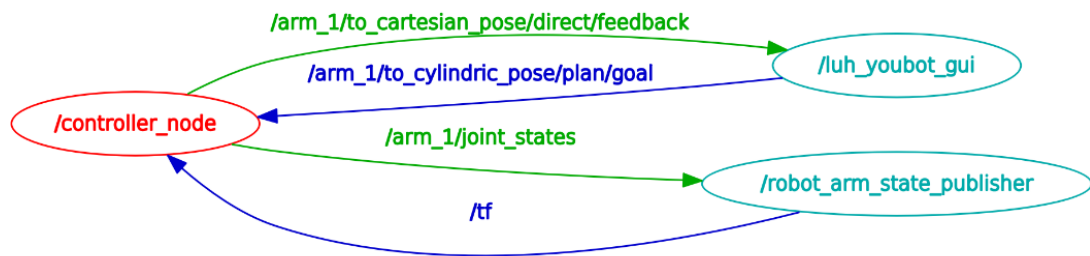 /arm_1/to_cartesian_pose/direct/feedback
/luh_youbot_gui
/arm_1/to_cylindric_pose/plan/goal
/controller_node
/arm_1/joint_states
/robot_arm_state_publisher
/tf